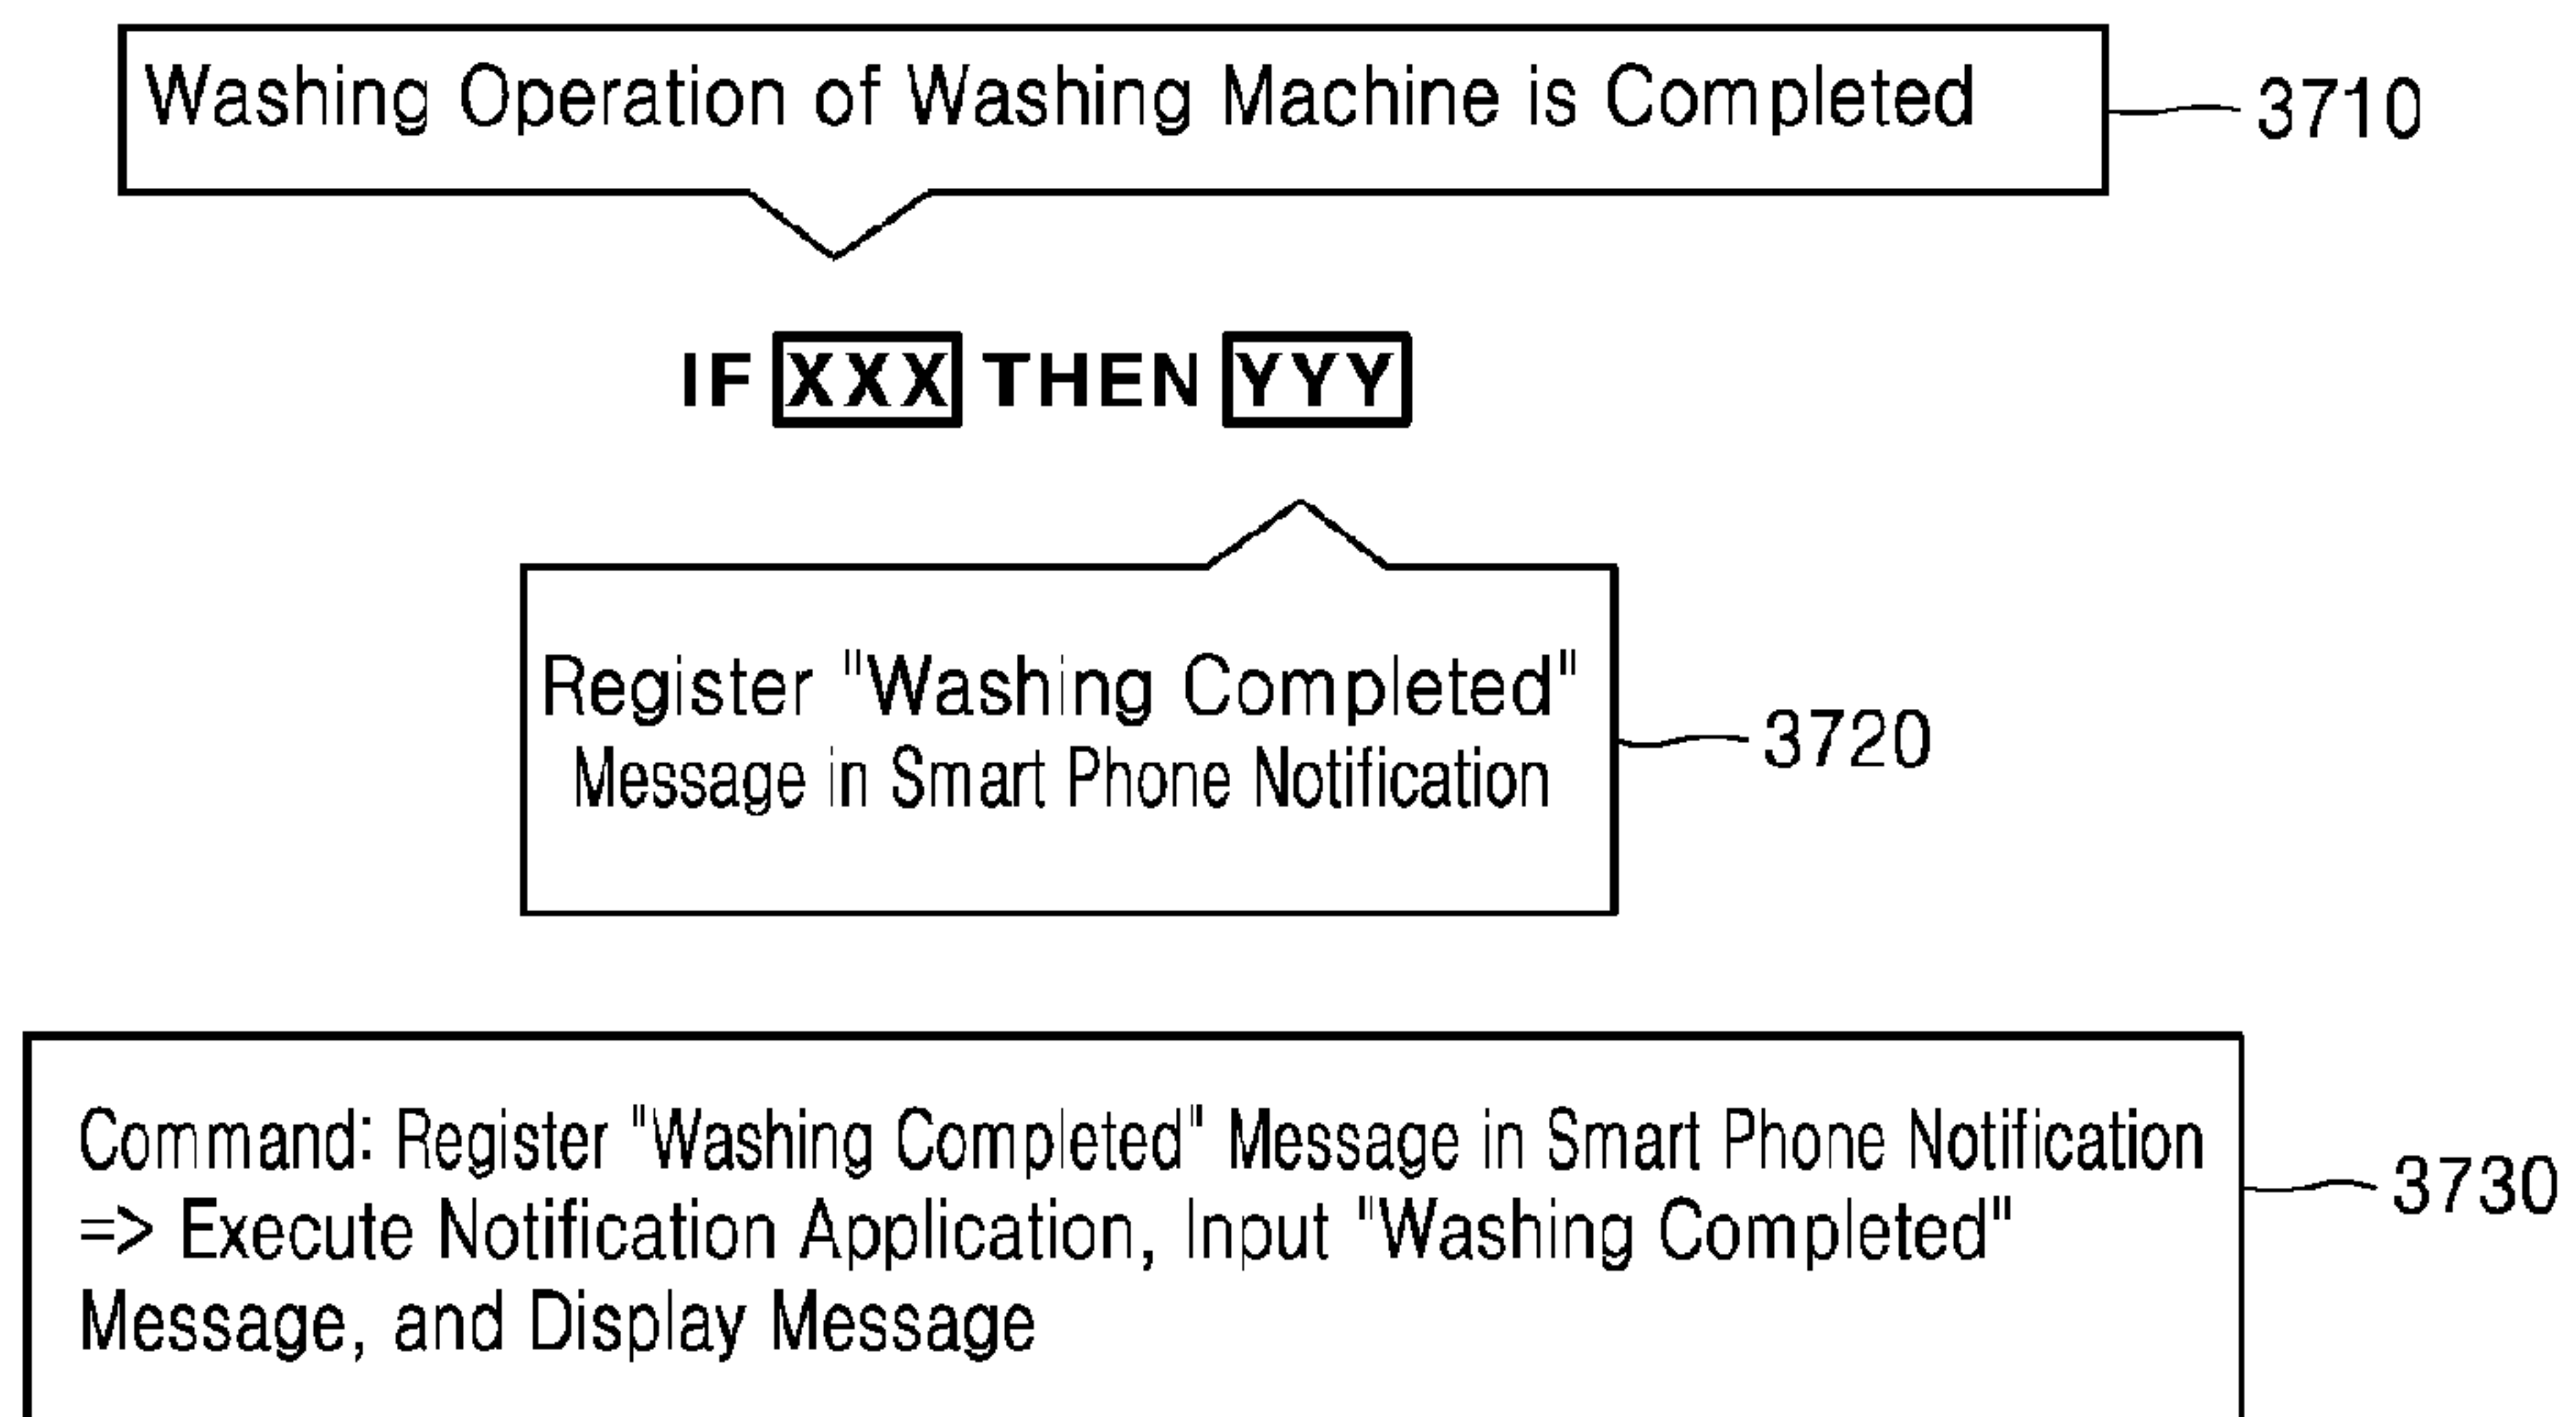 Washing Operation of Washing Machine is Completed
3710
IF XXX THEN YYY
Register "Washing Completed"
Message in Smart Phone Notification
3720
Command: Register "Washing Completed" Message in Smart Phone Notification
=> Execute Notification Application, Input "Washing Completed"
Message, and Display Message
3730